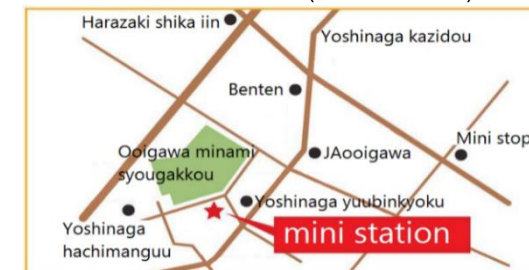 Harazaki shika iin
Yoshinaga kazidou
Benten
Ooigawa minami
syougakkou
JAooigawa
Mini stop
Yoshinaga yuubinkyoku
Yoshinaga
hachimanguu
mini station